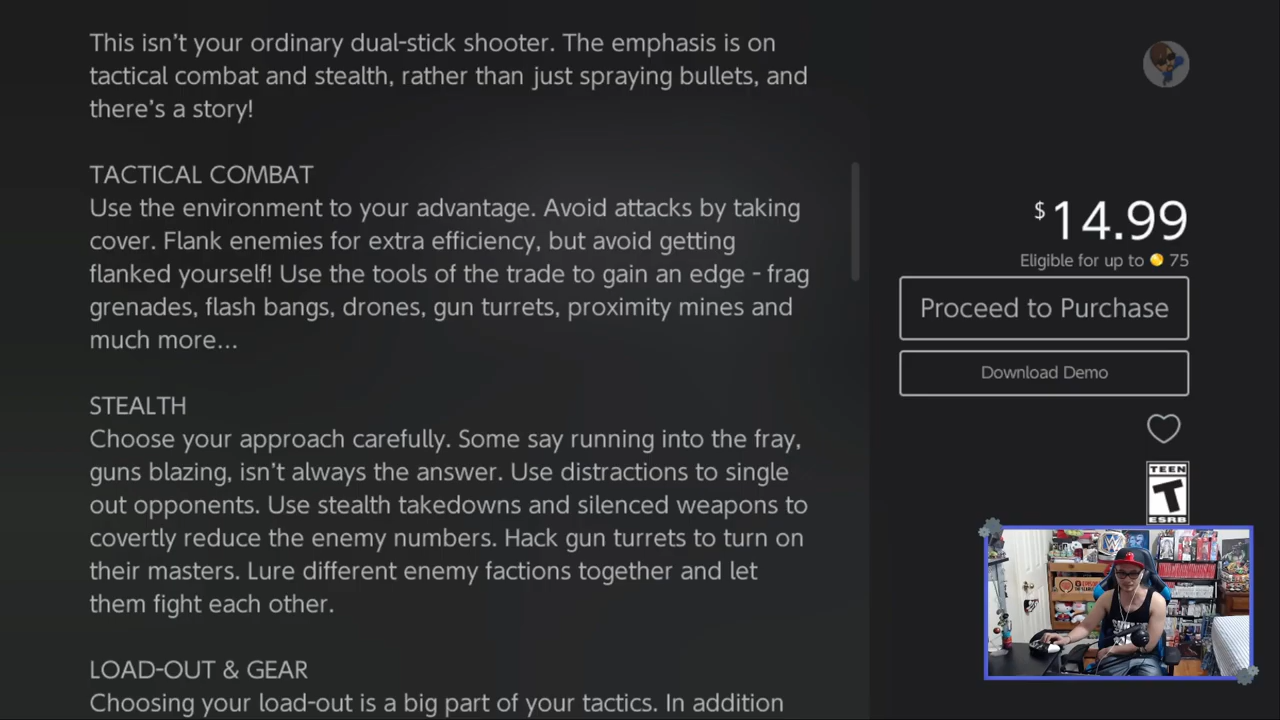 This isn't your ordinary dual-stick shooter. The emphasis is on
tactical combat and stealth, rather than just spraying bullets, and
there's a story!
TACTICAL COMBAT
Use the environment to your advantage. Avoid attacks by taking
cover. Flank enemies for extra efficiency, but avoid getting
flanked yourself! Use the tools of the trade to gain an edge - frag
grenades, flash bangs, drones, gun turrets, proximity mines and
much more...
STEALTH
Choose your approach carefully. Some say running into the fray,
guns blazing, isn't always the answer. Use distractions to single
out opponents. Use stealth takedowns and silenced weapons to
covertly reduce the enemy numbers. Hack gun turrets to turn on
their masters. Lure different enemy factions together and let
them fight each other.
LOAD-OUT & GEAR
Choosing your load-out is a big part of your tactics. In addition
$14.99
Eligible for up to 75
Proceed to Purchase
Download Demo
TEEN
T
ESRB